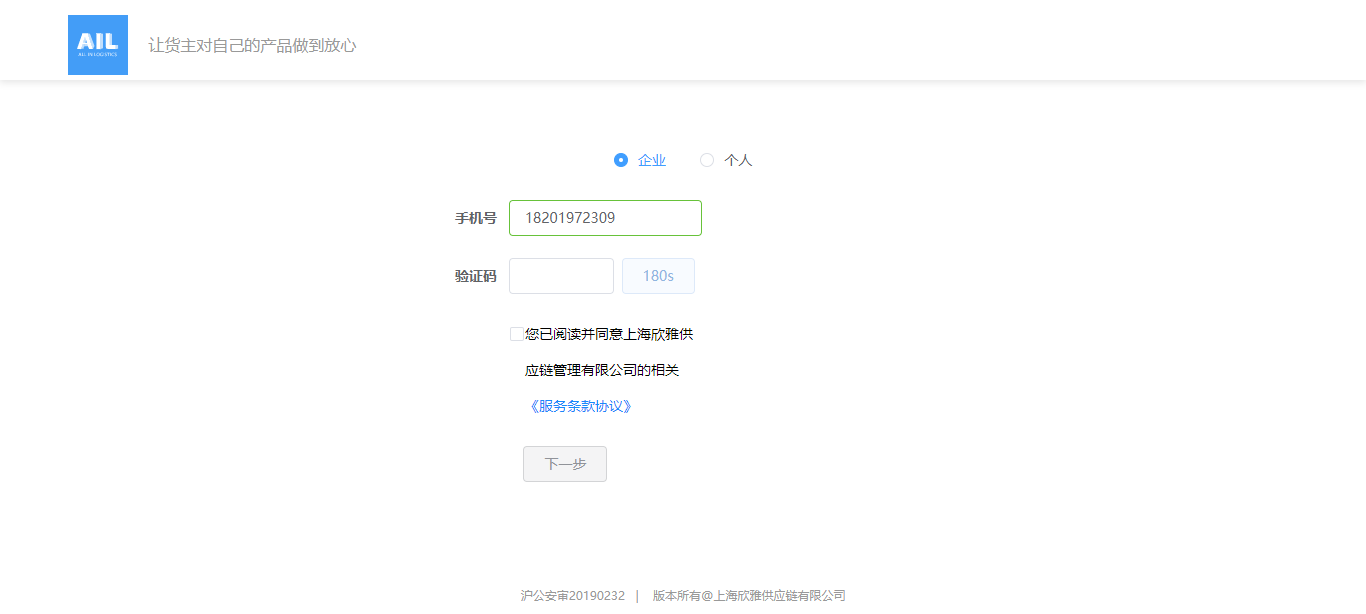 AIL
ALL IN LOGISTICS
让货主对自己的产品做到放心
企业 个人
手机号 18201972309
验证码 180s
您已阅读并同意上海欣雅供
应链管理有限公司的相关
《服务条款协议》
下一步
沪公安审20190232 | 版本所有@上海欣雅供应链有限公司